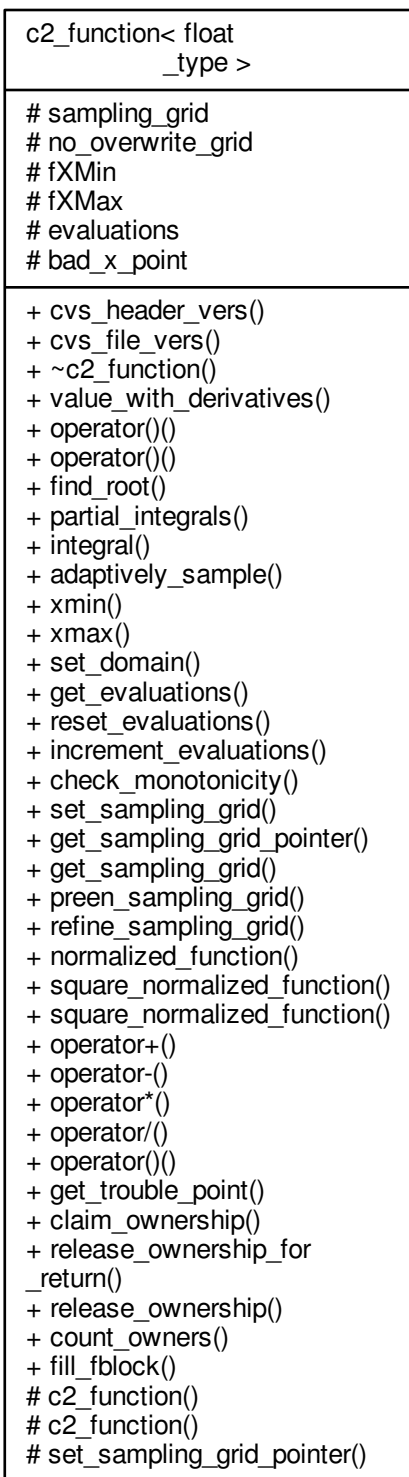 c2_function< float
_type >
# sampling_grid
# no_overwrite_grid
# fXMin
# fXMax
# evaluations
# bad_x_point
+ cvs_header_vers()
+ cvs_file_vers()
+ ~c2_function()
+ value_with_derivatives()
+ operator()()
+ operator()()
+ find_root()
+ partial_integrals()
+ integral()
+ adaptively_sample()
+ xmin()
+ xmax()
+ set_domain()
+ get_evaluations()
+ reset_evaluations()
+ increment_evaluations()
+ check_monotonicity()
+ set_sampling_grid()
+ get_sampling_grid_pointer()
+ get_sampling_grid()
+ preen_sampling_grid()
+ refine_sampling_grid()
+ normalized_function()
+ square_normalized_function()
+ square_normalized_function()
+ operator+()
+ operator-()
+ operator*()
+ operator/()
+ operator()()
+ get_trouble_point()
+ claim_ownership()
+ release_ownership_for
_return()
+ release_ownership()
+ count_owners()
+ fill_fblock()
# c2_function()
# c2_function()
# set_sampling_grid_pointer()